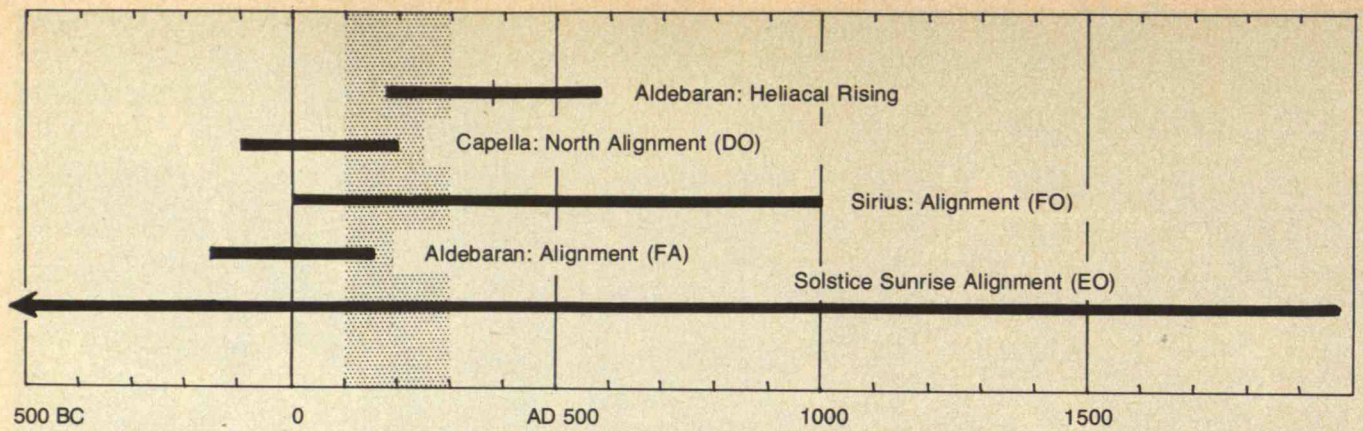 Aldebaran: Heliacal Rising
Capella: North Alignment (DO)
Sirius: Alignment (FO)
Aldebaran: Alignment (FA)
Solstice Sunrise Alignment (EO)
500 BC 0 AD 500 1000 1500